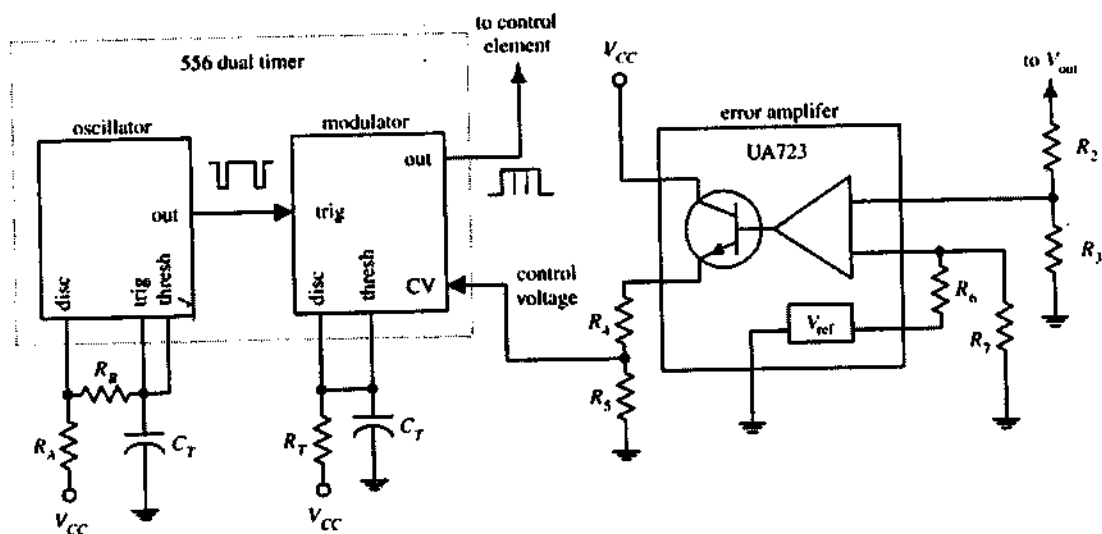 to control
element
556 dual timer
oscillator
out
disc
trig
thresh
modulator
out
trig
disc
thresh
CV
control
voltage
V_CC
error amplifer
UA723
to V_out
R_2
R_3
R_4
V_ref
R_6
R_7
R_5
R_B
R_A
C_T
V_CC
R_T
C_T
V_CC